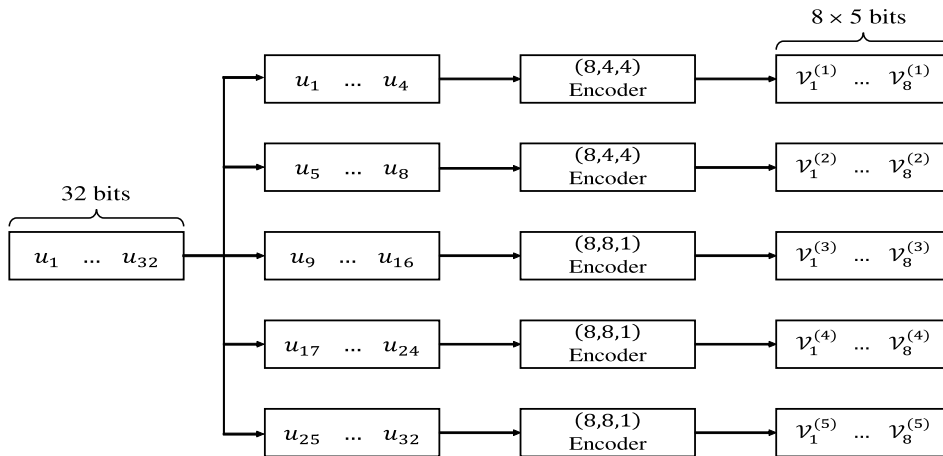 8 × 5 bits
u₁ … u₄
(8,4,4)
Encoder
𝒱₁⁽¹⁾ … 𝒱₈⁽¹⁾
u₅ … u₈
(8,4,4)
Encoder
𝒱₁⁽²⁾ … 𝒱₈⁽²⁾
32 bits
u₁ … u₃₂
u₉ … u₁₆
(8,8,1)
Encoder
𝒱₁⁽³⁾ … 𝒱₈⁽³⁾
u₁₇ … u₂₄
(8,8,1)
Encoder
𝒱₁⁽⁴⁾ … 𝒱₈⁽⁴⁾
u₂₅ … u₃₂
(8,8,1)
Encoder
𝒱₁⁽⁵⁾ … 𝒱₈⁽⁵⁾